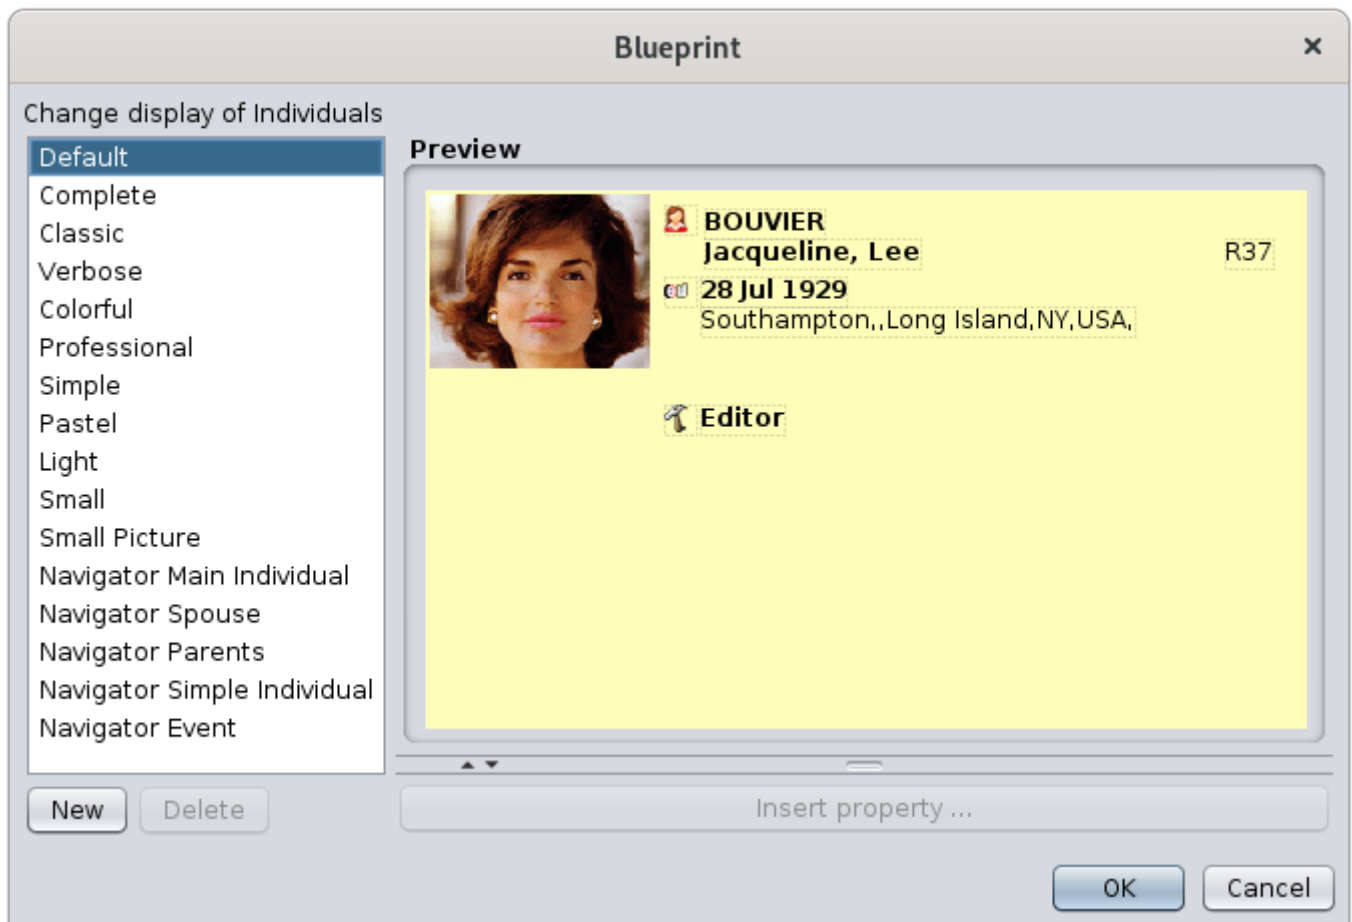 Blueprint
Change display of Individuals
Default
Complete
Classic
Verbose
Colorful
Professional
Simple
Pastel
Light
Small
Small Picture
Navigator Main Individual
Navigator Spouse
Navigator Parents
Navigator Simple Individual
Navigator Event
New
Delete
Preview
BOUVIER
Jacqueline, Lee R37
28 Jul 1929
Southampton,,Long Island,NY,USA,
Editor
Insert property ...
OK
Cancel